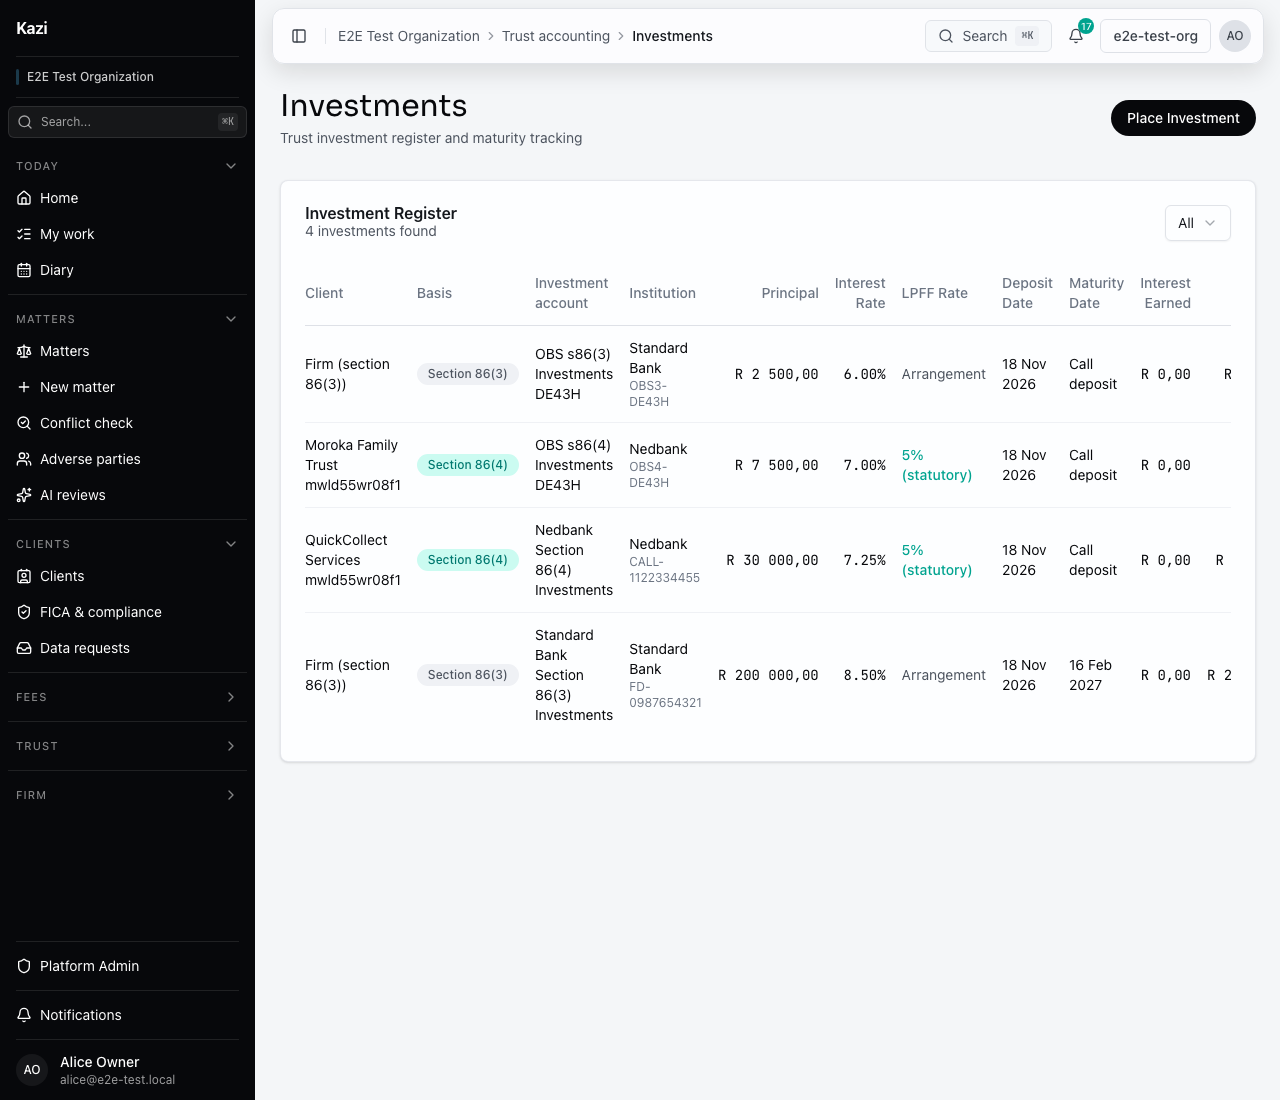 Kazi
E2E Test Organization
Search...
⌘K
TODAY
Home
My work
Diary
MATTERS
Matters
New matter
Conflict check
Adverse parties
AI reviews
CLIENTS
Clients
FICA & compliance
Data requests
FEES
TRUST
FIRM
Platform Admin
Notifications
AO
Alice Owner
alice@e2e-test.local
E2E Test Organization > Trust accounting > Investments
Search ⌘K
17
e2e-test-org
AO
Investments
Trust investment register and maturity tracking
Place Investment
Investment Register
4 investments found
All
Client
Basis
Investment
account
Institution
Principal
Interest
Rate
LPFF Rate
Deposit
Date
Maturity
Date
Interest
Earned
Firm (section
86(3))
Section 86(3)
OBS s86(3)
Investments
DE43H
Standard
Bank
OBS3-
DE43H
R 2 500,00
6.00%
Arrangement
18 Nov
2026
Call
deposit
R 0,00
R
Moroka Family
Trust
mwld55wr08f1
Section 86(4)
OBS s86(4)
Investments
DE43H
Nedbank
OBS4-
DE43H
R 7 500,00
7.00%
5%
(statutory)
18 Nov
2026
Call
deposit
R 0,00
QuickCollect
Services
mwld55wr08f1
Section 86(4)
Nedbank
Section
86(4)
Investments
Nedbank
CALL-
1122334455
R 30 000,00
7.25%
5%
(statutory)
18 Nov
2026
Call
deposit
R 0,00
R
Firm (section
86(3))
Section 86(3)
Standard
Bank
Section
86(3)
Investments
Standard
Bank
FD-
0987654321
R 200 000,00
8.50%
Arrangement
18 Nov
2026
16 Feb
2027
R 0,00
R 2